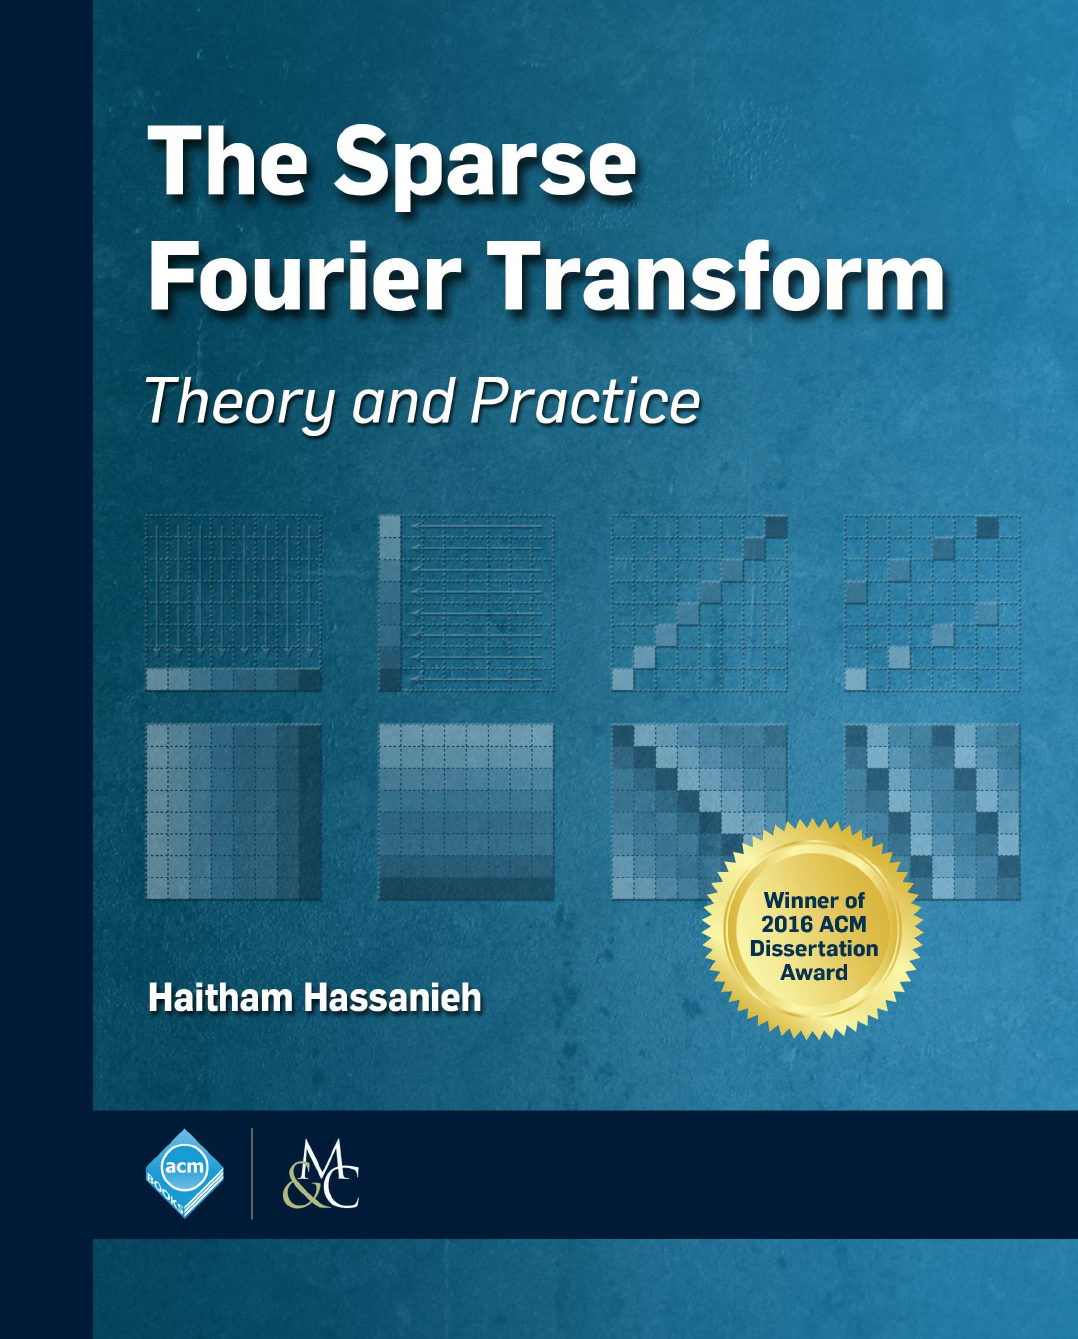 The Sparse
Fourier Transform
Theory and Practice
Winner of
2016 ACM
Dissertation
Award
Haitham Hassanieh
acm
BOOKS
M&C